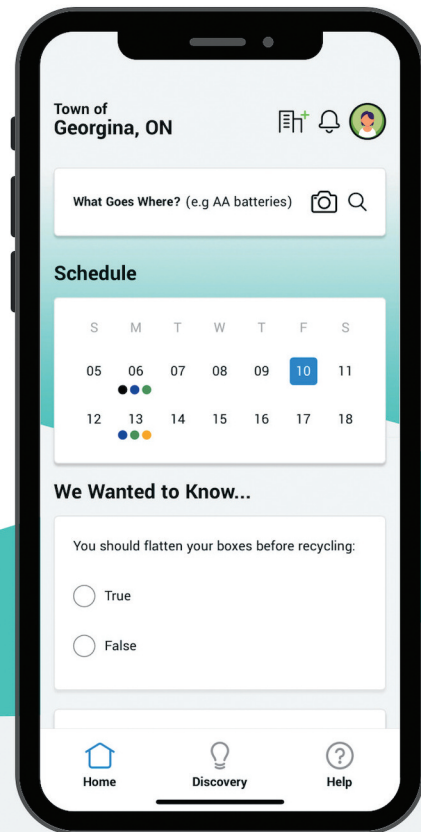 Town of
Georgina, ON
What Goes Where? (e.g AA batteries)
Schedule
S M T W T F S
05 06 07 08 09 10 11
12 13 14 15 16 17 18
We Wanted to Know...
You should flatten your boxes before recycling:
True
False
Home Discovery Help